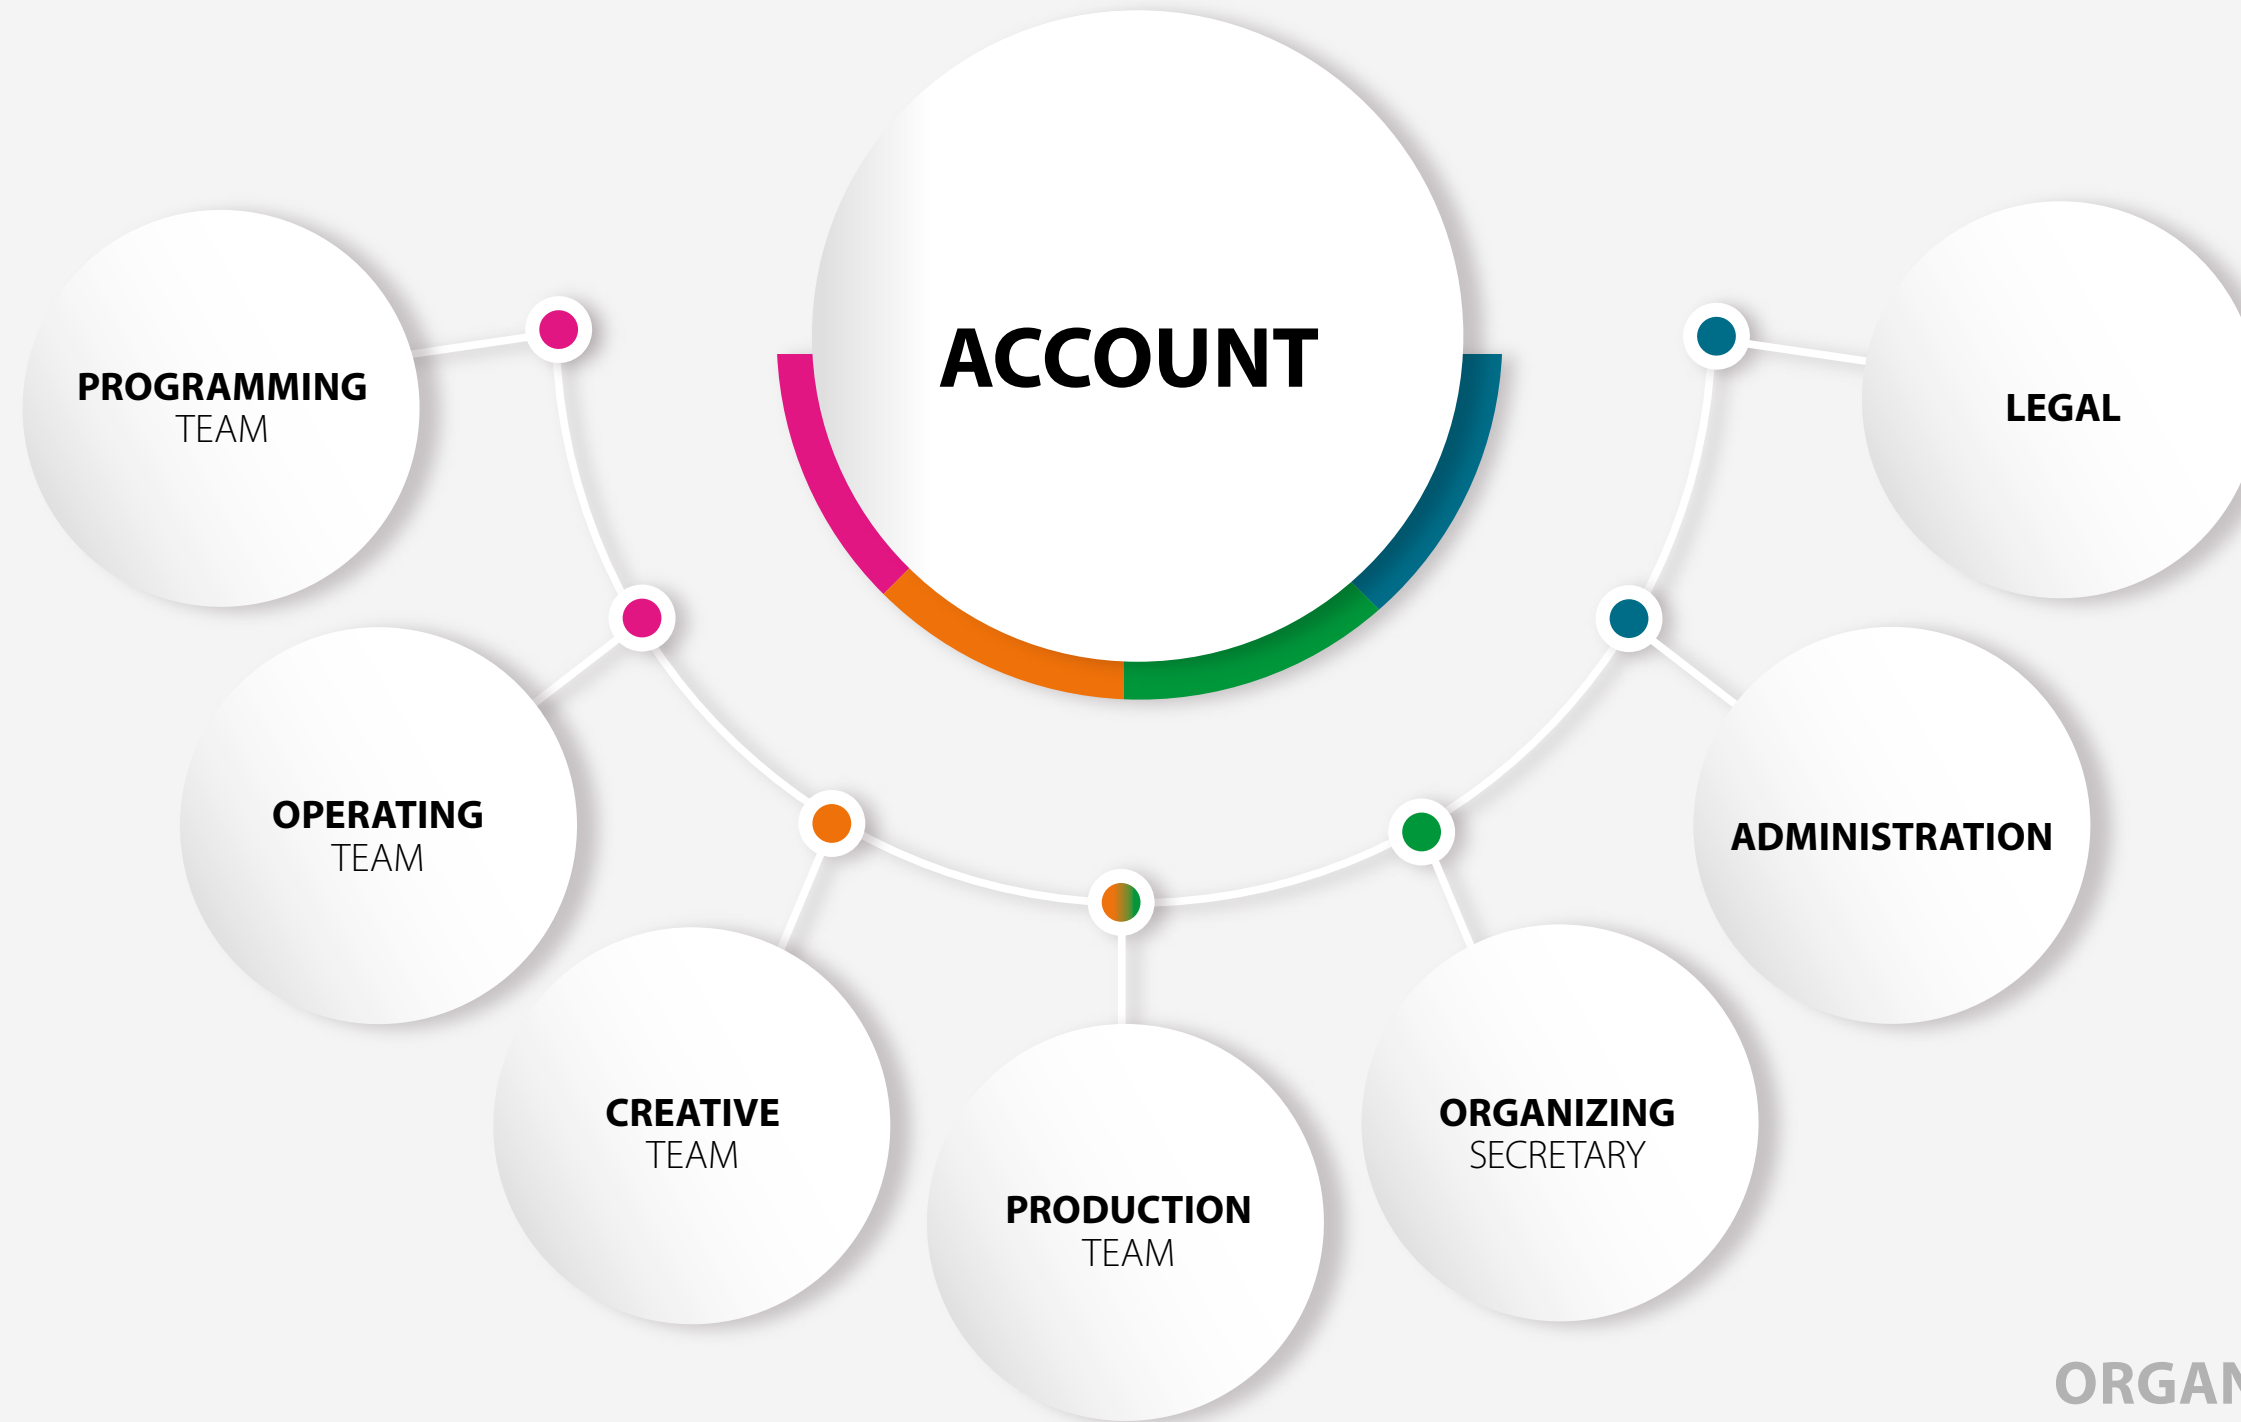 ACCOUNT
PROGRAMMING
TEAM
OPERATING
TEAM
CREATIVE
TEAM
PRODUCTION
TEAM
ORGANIZING
SECRETARY
ADMINISTRATION
LEGAL